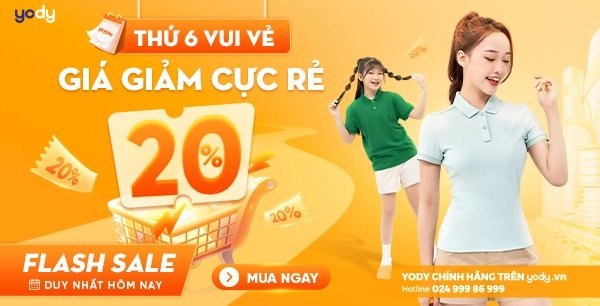 yody
THỨ 6 VUI VẺ
GIÁ GIẢM CỰC RẺ
20%
20%
20%
20%
FLASH SALE
DUY NHẤT HÔM NAY
MUA NGAY
YODY CHÍNH HÃNG TRÊN yody.vn
Hotline 024 999 86 999